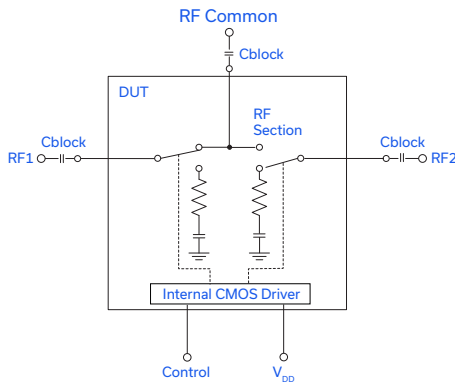 RF Common
Cblock
DUT
RF
Section
Cblock
RF1
Cblock
RF2
Internal CMOS Driver
Control
VDD